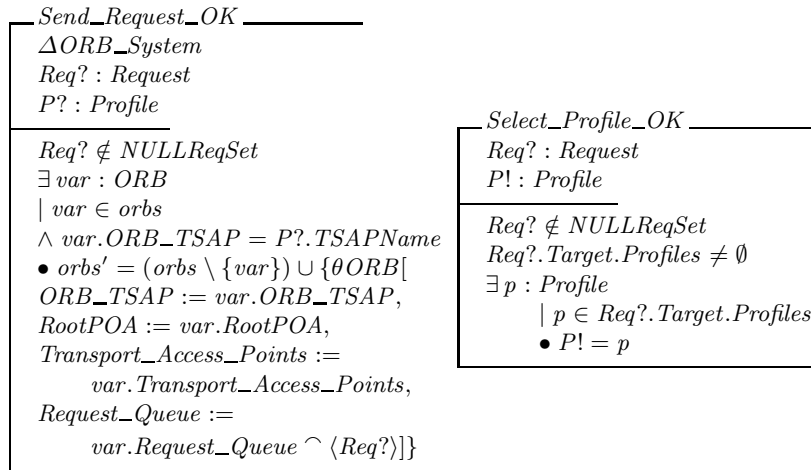 Send_Request_OK
ΔORB_System
Req? : Request
P? : Profile
Req? ∉ NULLReqSet
∃ var : ORB
| var ∈ orbs
∧ var.ORB_TSAP = P?.TSAPName
• orbs′ = (orbs \ {var}) ∪ {θORB[
ORB_TSAP := var.ORB_TSAP,
RootPOA := var.RootPOA,
Transport_Access_Points :=
var.Transport_Access_Points,
Request_Queue :=
var.Request_Queue ⌢ ⟨Req?⟩]}
Select_Profile_OK
Req? : Request
P! : Profile
Req? ∉ NULLReqSet
Req?.Target.Profiles ≠ ∅
∃ p : Profile
| p ∈ Req?.Target.Profiles
• P! = p